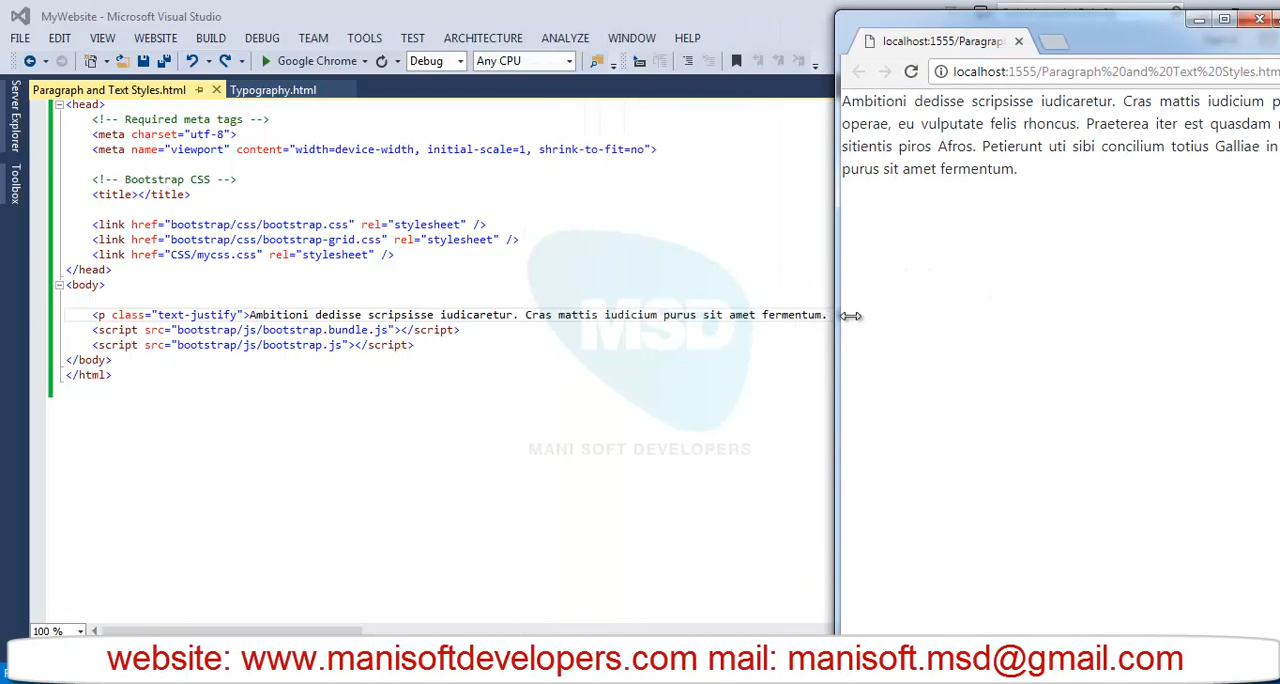 MyWebsite - Microsoft Visual Studio
FILE EDIT VIEW WEBSITE BUILD DEBUG TEAM TOOLS TEST ARCHITECTURE ANALYZE WINDOW HELP
Google Chrome Debug Any CPU
Paragraph and Text Styles.html Typography.html
Server Explorer
Toolbox
<head>
<!-- Required meta tags -->
<meta charset="utf-8">
<meta name="viewport" content="width=device-width, initial-scale=1, shrink-to-fit=no">
<!-- Bootstrap CSS -->
<title></title>
<link href="bootstrap/css/bootstrap.css" rel="stylesheet" />
<link href="bootstrap/css/bootstrap-grid.css" rel="stylesheet" />
<link href="CSS/mycss.css" rel="stylesheet" />
</head>
<body>
<p class="text-justify">Ambitioni dedisse scripsisse iudicaretur. Cras mattis iudicium purus sit amet fermentum.
<script src="bootstrap/js/bootstrap.bundle.js"></script>
<script src="bootstrap/js/bootstrap.js"></script>
</body>
</html>
100 %
MSD
MANI SOFT DEVELOPERS
localhost:1555/Paragrap
localhost:1555/Paragraph%20and%20Text%20Styles.htm
Ambitioni dedisse scripsisse iudicaretur. Cras mattis iudicium p
operae, eu vulputate felis rhoncus. Praeterea iter est quasdam
sitientis piros Afros. Petierunt uti sibi concilium totius Galliae in
purus sit amet fermentum.
website: www.manisoftdevelopers.com mail: manisoft.msd@gmail.com